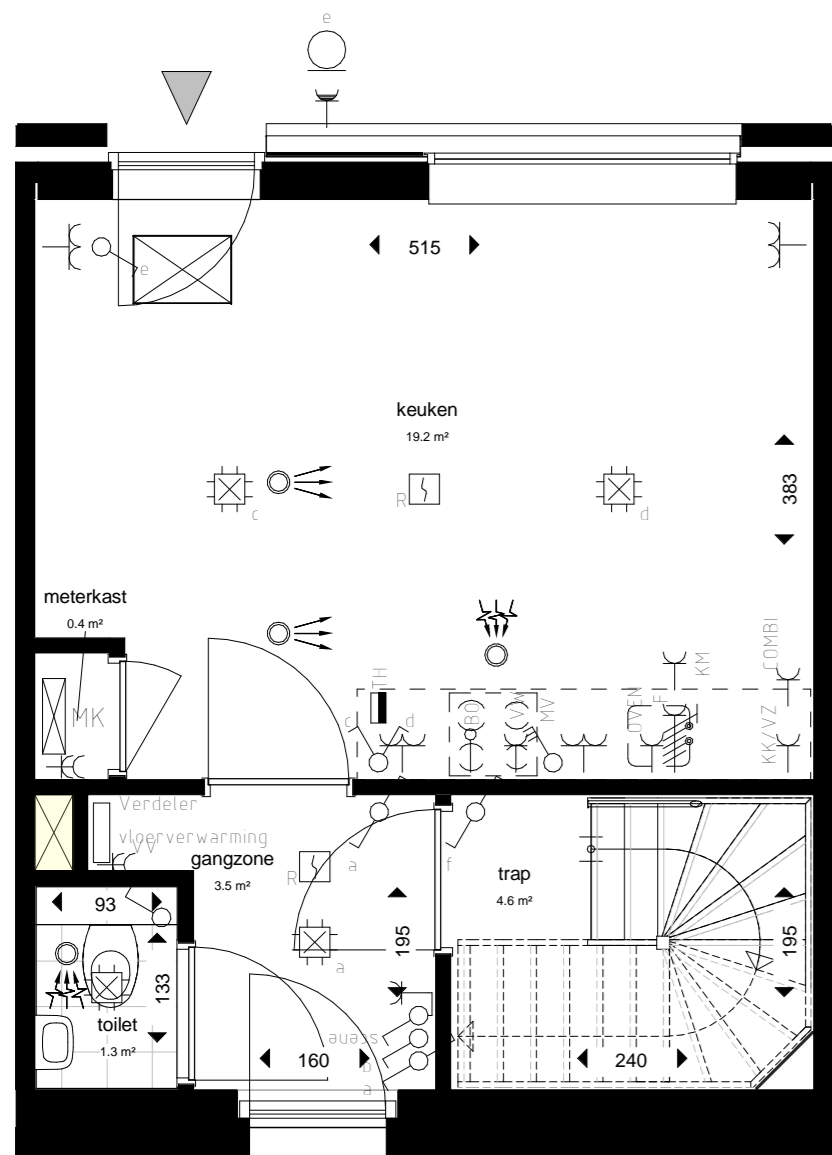 e
e
515
keuken
19.2 m²
383
c
R
d
meterkast
0.4 m²
MK
TH
c
d
BO
VW
MV
OVEN
F
KM
COMBI
KK/VZ
Verdeler
vloerverwarming
VV
gangzone
3.5 m²
R
a
f
trap
4.6 m²
93
133
195
195
a
toilet
1.3 m²
scene
b
a
160
240